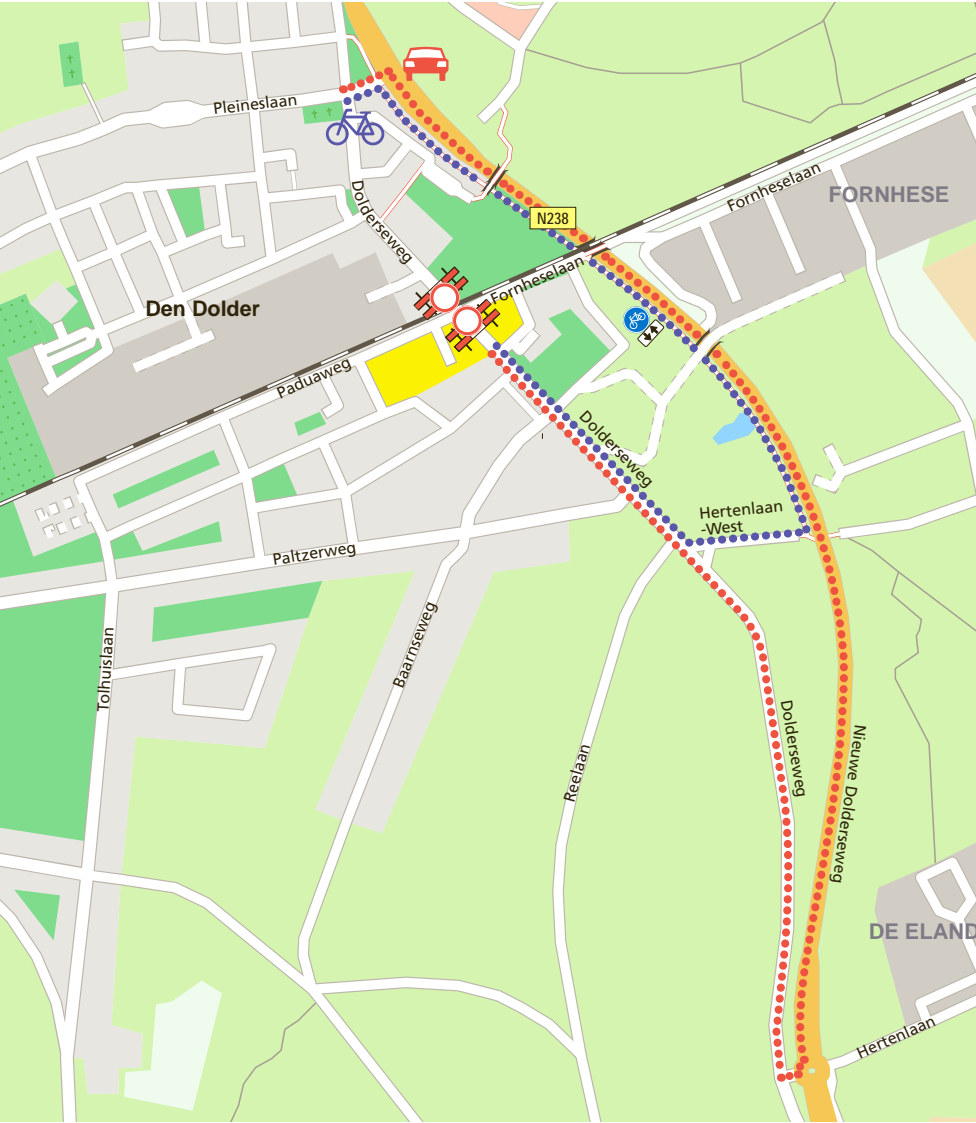 Pleineslaan
Dolderseweg
N238
Fornheselaan
FORNHESE
Fornheselaan
Den Dolder
Paduaweg
Dolderseweg
Hertenlaan
-West
Paltzerweg
Tolhuislaan
Baarnseweg
Reelaan
Dolderseweg
Nieuwe Dolderseweg
DE ELAND
Hertenlaan